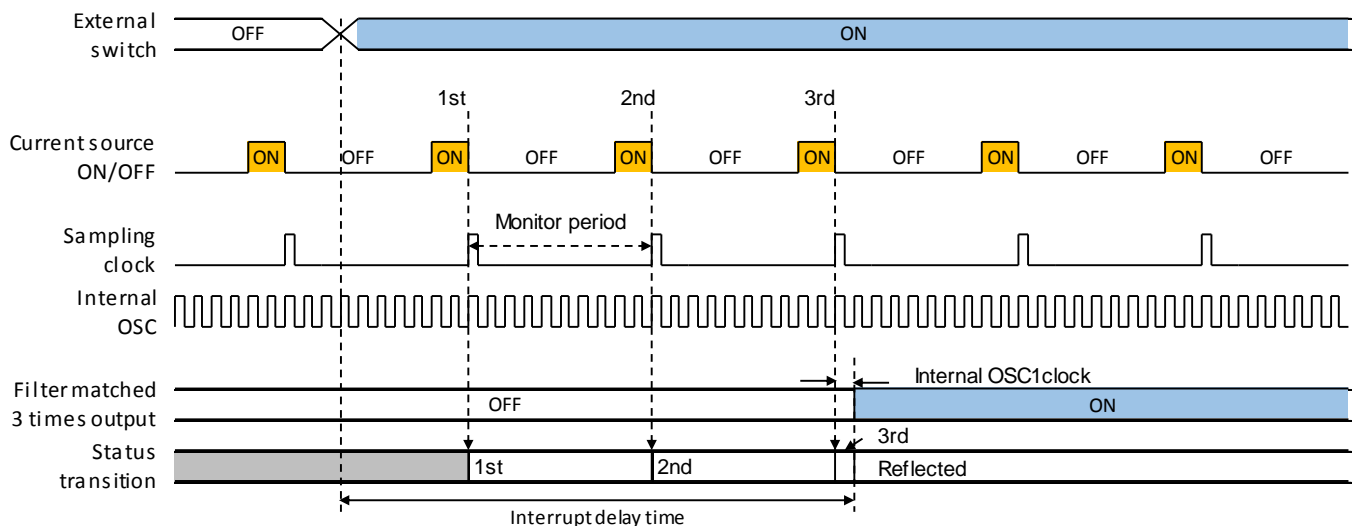 External
switch
OFF
ON
1st
2nd
3rd
Current source
ON/OFF
ON
OFF
ON
OFF
ON
OFF
ON
OFF
ON
OFF
ON
OFF
Monitor period
Sampling
clock
Internal
OSC
Filter matched
3 times output
Internal OSC1clock
OFF
ON
Status
transition
1st
2nd
3rd
Reflected
Interrupt delay time